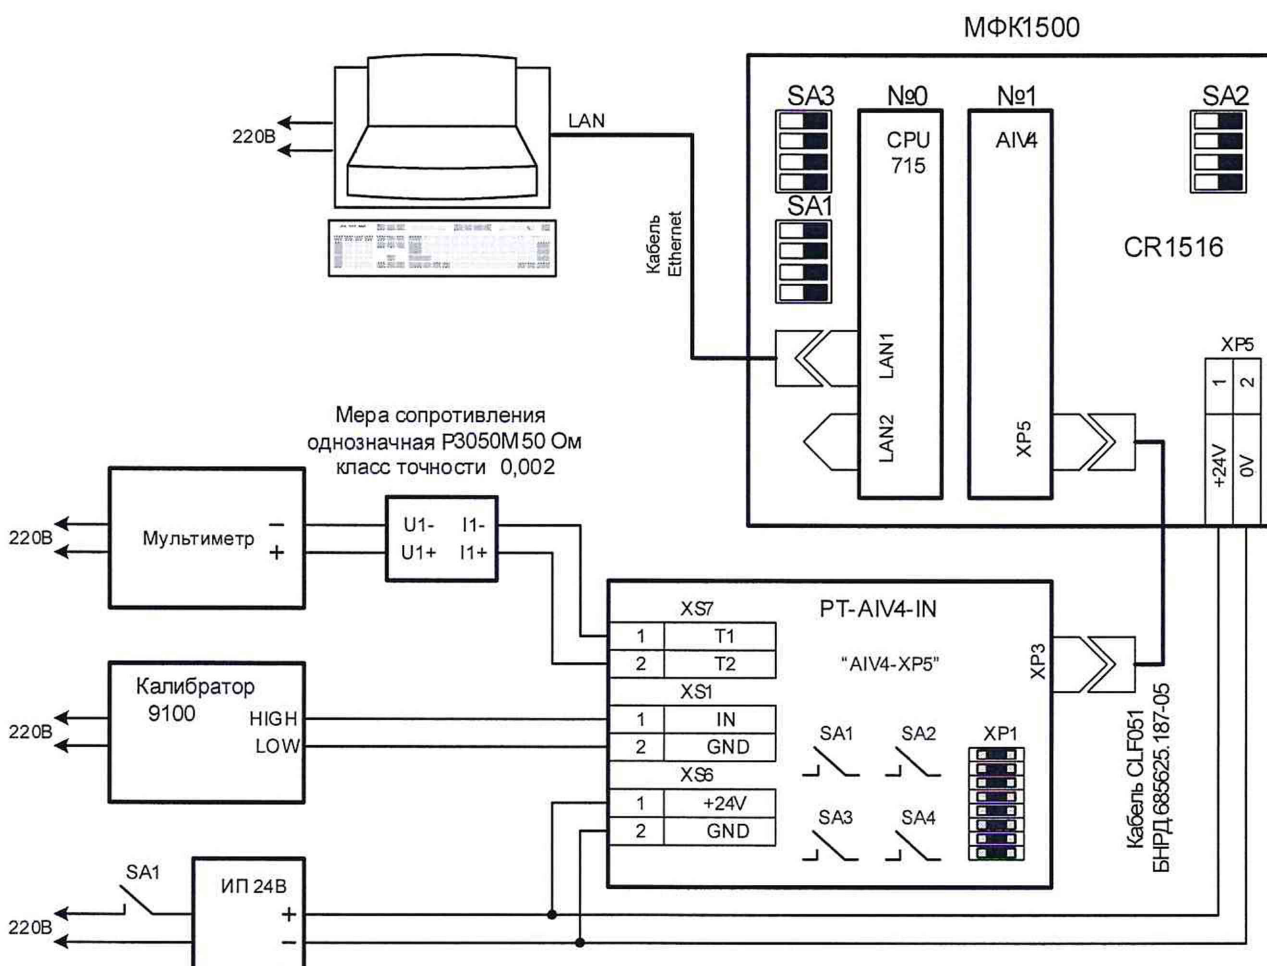 МФК1500
SA3
№0
№1
SA2
220В
LAN
CPU
715
AIV4
SA1
Кабель
Ethernet
CR1516
LAN1
LAN2
XP5
XP5
1
2
+24V
0V
Мера сопротивления
однозначная Р3050М 50 Ом
класс точности 0,002
220В
Мультиметр
−
+
U1- I1-
U1+ I1+
XS7
1 T1
2 T2
PT-AIV4-IN
"AIV4-XP5"
XP3
Калибратор
9100
HIGH
LOW
220В
XS1
1 IN
2 GND
XS6
1 +24V
2 GND
SA1
SA2
XP1
SA3
SA4
Кабель CLF051
БНРД.685625.187-05
SA1
ИП 24В
220В
+
−